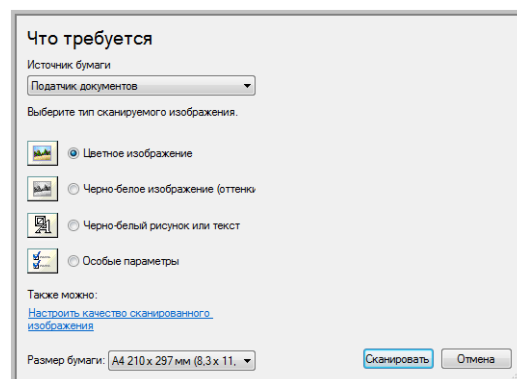 Что требуется
Источник бумаги
Податчик документов
Выберите тип сканируемого изображения.
Цветное изображение
Черно-белое изображение (оттенки
Черно-белый рисунок или текст
Особые параметры
Также можно:
Настроить качество сканированного
изображения
Размер бумаги: A4 210 x 297 мм (8,3 x 11,
Сканировать Отмена